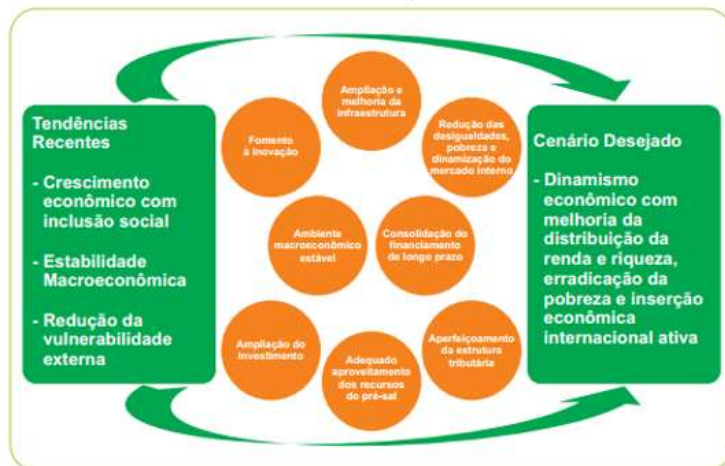 Tendências
Recentes
- Crescimento
econômico com
inclusão social
- Estabilidade
Macroeconômica
- Redução da
vulnerabilidade
externa
Ampliação e
melhoria da
infraestrutura
Fomento
à Inovação
Redução das
desigualdades,
pobreza e
dinamização do
mercado interno
Ambiente
macroeconômico
estável
Consolidação do
financiamento
de longo prazo
Ampliação do
investimento
Adequado
aproveitamento
dos recursos
do pré-sal
Aperfeiçoamento
da estrutura
tributária
Cenário Desejado
- Dinamismo
econômico com
melhoria da
distribuição da
renda e riqueza,
erradicação da
pobreza e inserção
econômica
internacional ativa